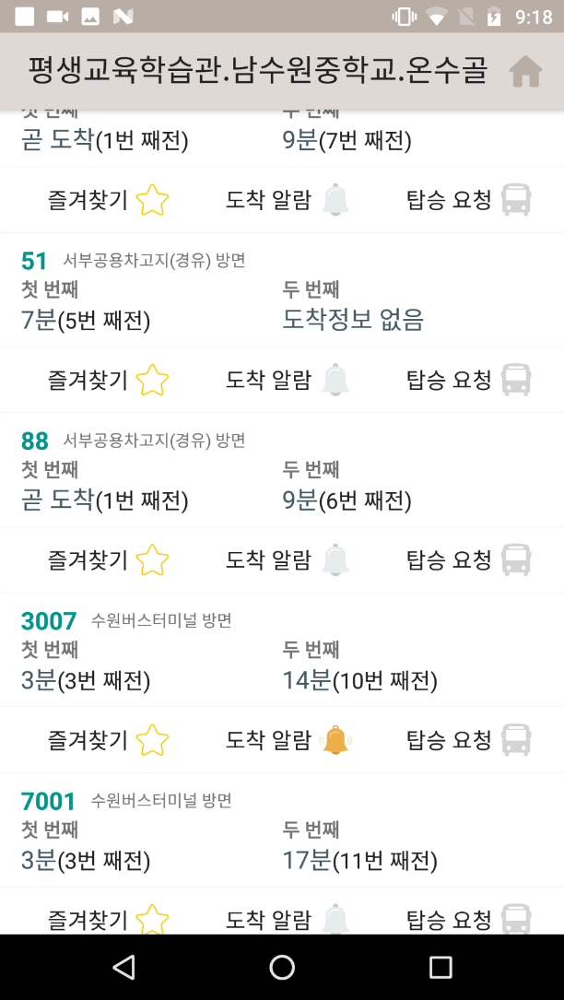 9:18
평생교육학습관.남수원중학교.온수골
첫 번째 두 번째
곧 도착(1번 째전) 9분(7번 째전)
즐겨찾기 도착 알람 탑승 요청
51 서부공용차고지(경유) 방면
첫 번째 두 번째
7분(5번 째전) 도착정보 없음
즐겨찾기 도착 알람 탑승 요청
88 서부공용차고지(경유) 방면
첫 번째 두 번째
곧 도착(1번 째전) 9분(6번 째전)
즐겨찾기 도착 알람 탑승 요청
3007 수원버스터미널 방면
첫 번째 두 번째
3분(3번 째전) 14분(10번 째전)
즐겨찾기 도착 알람 탑승 요청
7001 수원버스터미널 방면
첫 번째 두 번째
3분(3번 째전) 17분(11번 째전)
즐겨찾기 도착 알람 탑승 요청